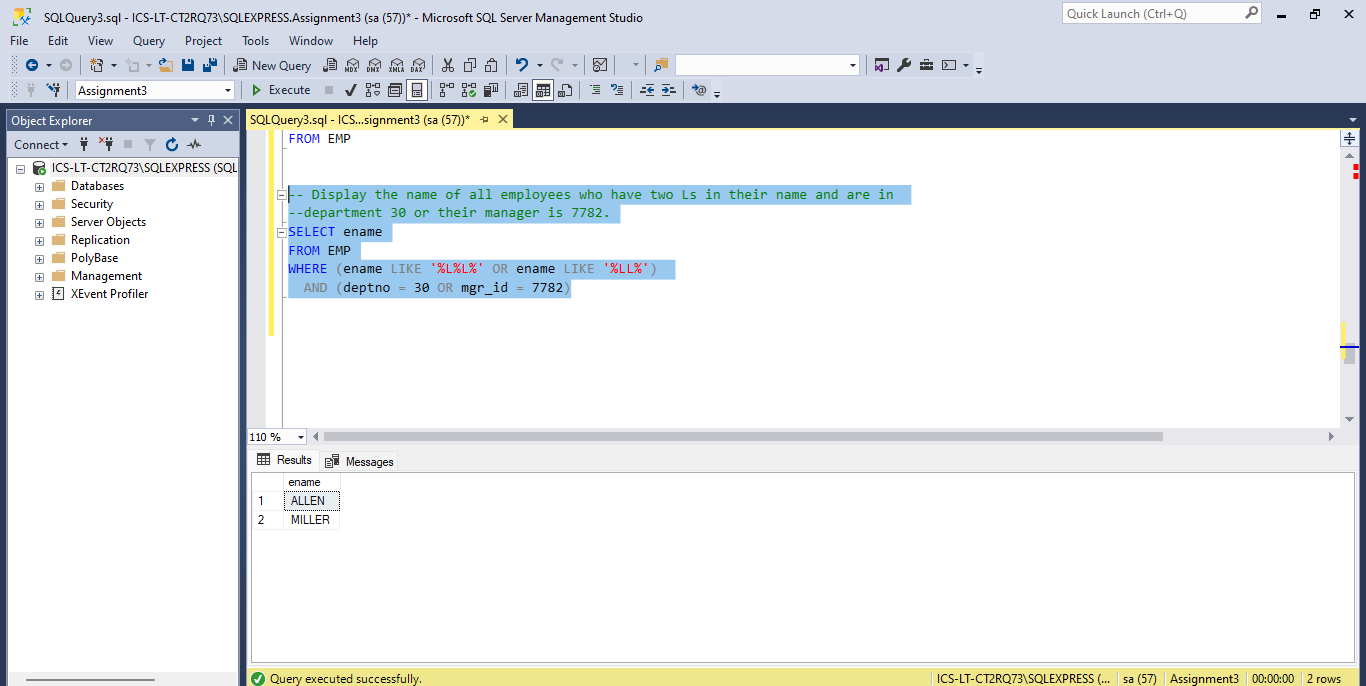 SQLQuery3.sql - ICS-LT-CT2RQ73\SQLEXPRESS.Assignment3 (sa (57))* - Microsoft SQL Server Management Studio
Quick Launch (Ctrl+Q)
File Edit View Query Project Tools Window Help
New Query MDX DMX XMLA DAX
Assignment3 Execute
Object Explorer
SQLQuery3.sql - ICS...signment3 (sa (57))*
Connect
ICS-LT-CT2RQ73\SQLEXPRESS (SQL
Databases
Security
Server Objects
Replication
PolyBase
Management
XEvent Profiler
FROM EMP
-- Display the name of all employees who have two Ls in their name and are in
--department 30 or their manager is 7782.
SELECT ename
FROM EMP
WHERE (ename LIKE '%L%L%' OR ename LIKE '%LL%')
AND (deptno = 30 OR mgr_id = 7782)
110 %
Results Messages
ename
1 ALLEN
2 MILLER
Query executed successfully.
ICS-LT-CT2RQ73\SQLEXPRESS (... sa (57) Assignment3 00:00:00 2 rows